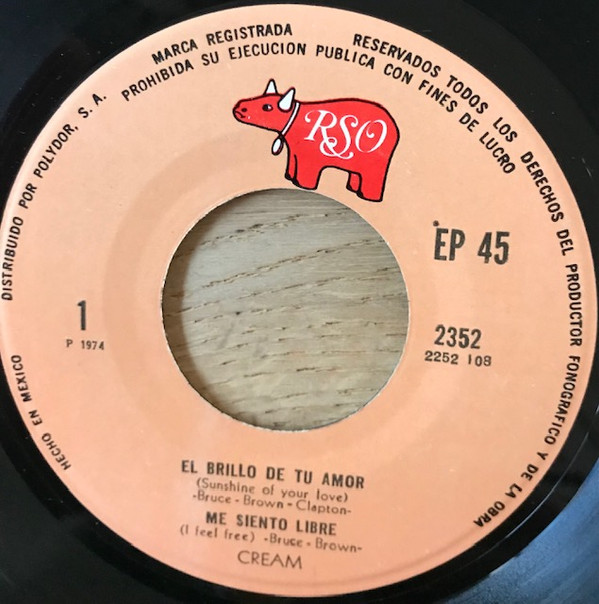 MARCA REGISTRADA
RESERVADOS TODOS LOS DERECHOS DEL PRODUCTOR FONOGRAFICO Y DE LA OBRA
PROHIBIDA SU EJECUCION PUBLICA CON FINES DE LUCRO
DISTRIBUIDO POR POLYDOR, S. A.
HECHO EN MEXICO
RSO
EP 45
1
P 1974
2352
2252 108
EL BRILLO DE TU AMOR
(Sunshine of your love)
-Bruce - Brown - Clapton-
ME SIENTO LIBRE
(I feel free) -Bruce - Brown-
CREAM